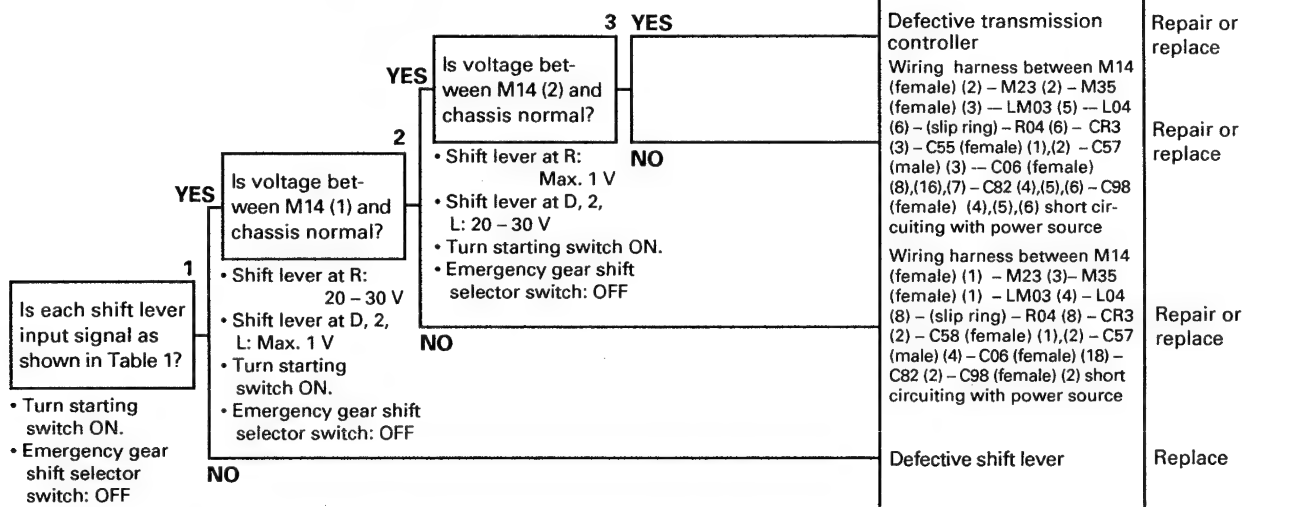 3 YES
Is voltage bet-
ween M14 (2) and
chassis normal?
YES
• Shift lever at R:
Max. 1 V
• Shift lever at D, 2,
L: 20 – 30 V
• Turn starting switch ON.
• Emergency gear shift
selector switch: OFF
NO
2
Is voltage bet-
ween M14 (1) and
chassis normal?
YES
• Shift lever at R:
20 – 30 V
• Shift lever at D, 2,
L: Max. 1 V
• Turn starting
switch ON.
• Emergency gear shift
selector switch: OFF
NO
1
Is each shift lever
input signal as
shown in Table 1?
• Turn starting
switch ON.
• Emergency gear
shift selector
switch: OFF
NO
Defective transmission
controller
Repair or
replace
Wiring harness between M14
(female) (2) – M23 (2) – M35
(female) (3) –– LM03 (5) –– L04
(6) – (slip ring) – R04 (6) – CR3
(3) – C55 (female) (1),(2) – C57
(male) (3) –– C06 (female)
(8),(16),(7) – C82 (4),(5),(6) – C98
(female) (4),(5),(6) short cir-
cuiting with power source
Repair or
replace
Wiring harness between M14
(female) (1) – M23 (3)– M35
(female) (1) – LM03 (4) – L04
(8) – (slip ring) – R04 (8) – CR3
(2) – C58 (female) (1),(2) – C57
(male) (4) – C06 (female) (18) –
C82 (2) – C98 (female) (2) short
circuiting with power source
Repair or
replace
Defective shift lever
Replace